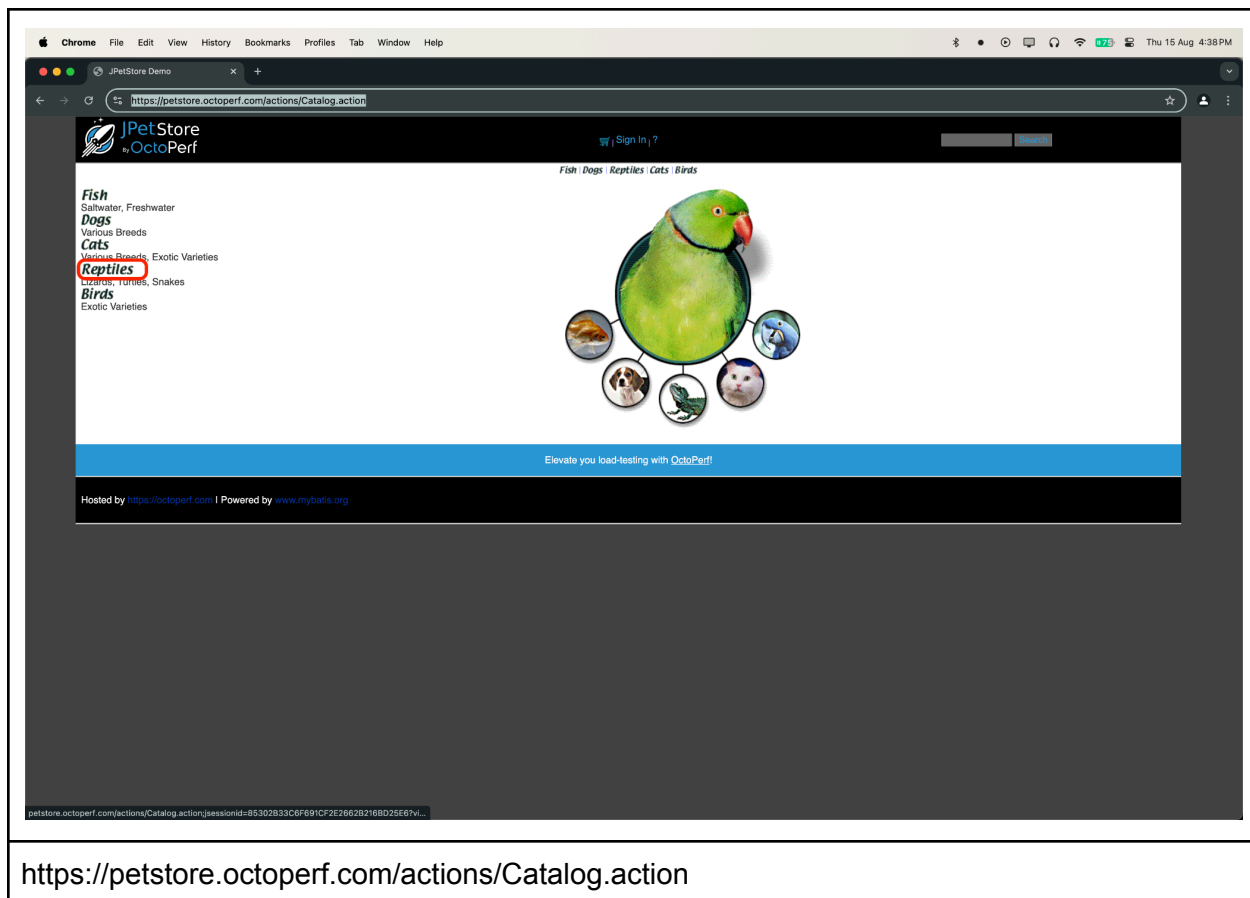 Chrome File Edit View History Bookmarks Profiles Tab Window Help Thu 15 Aug 4:38 PM
JPetStore Demo
https://petstore.octoperf.com/actions/Catalog.action
JPetStore
By OctoPerf
| Sign In | ?
Search
Fish | Dogs | Reptiles | Cats | Birds
Fish
Saltwater, Freshwater
Dogs
Various Breeds
Cats
Various Breeds, Exotic Varieties
Reptiles
Lizards, Turtles, Snakes
Birds
Exotic Varieties
Elevate you load-testing with OctoPerf!
Hosted by https://octoperf.com I Powered by www.mybatis.org
petstore.octoperf.com/actions/Catalog.action;jsessionid=85302B33C6F691CF2E2662B216BD25E6?vi...
https://petstore.octoperf.com/actions/Catalog.action